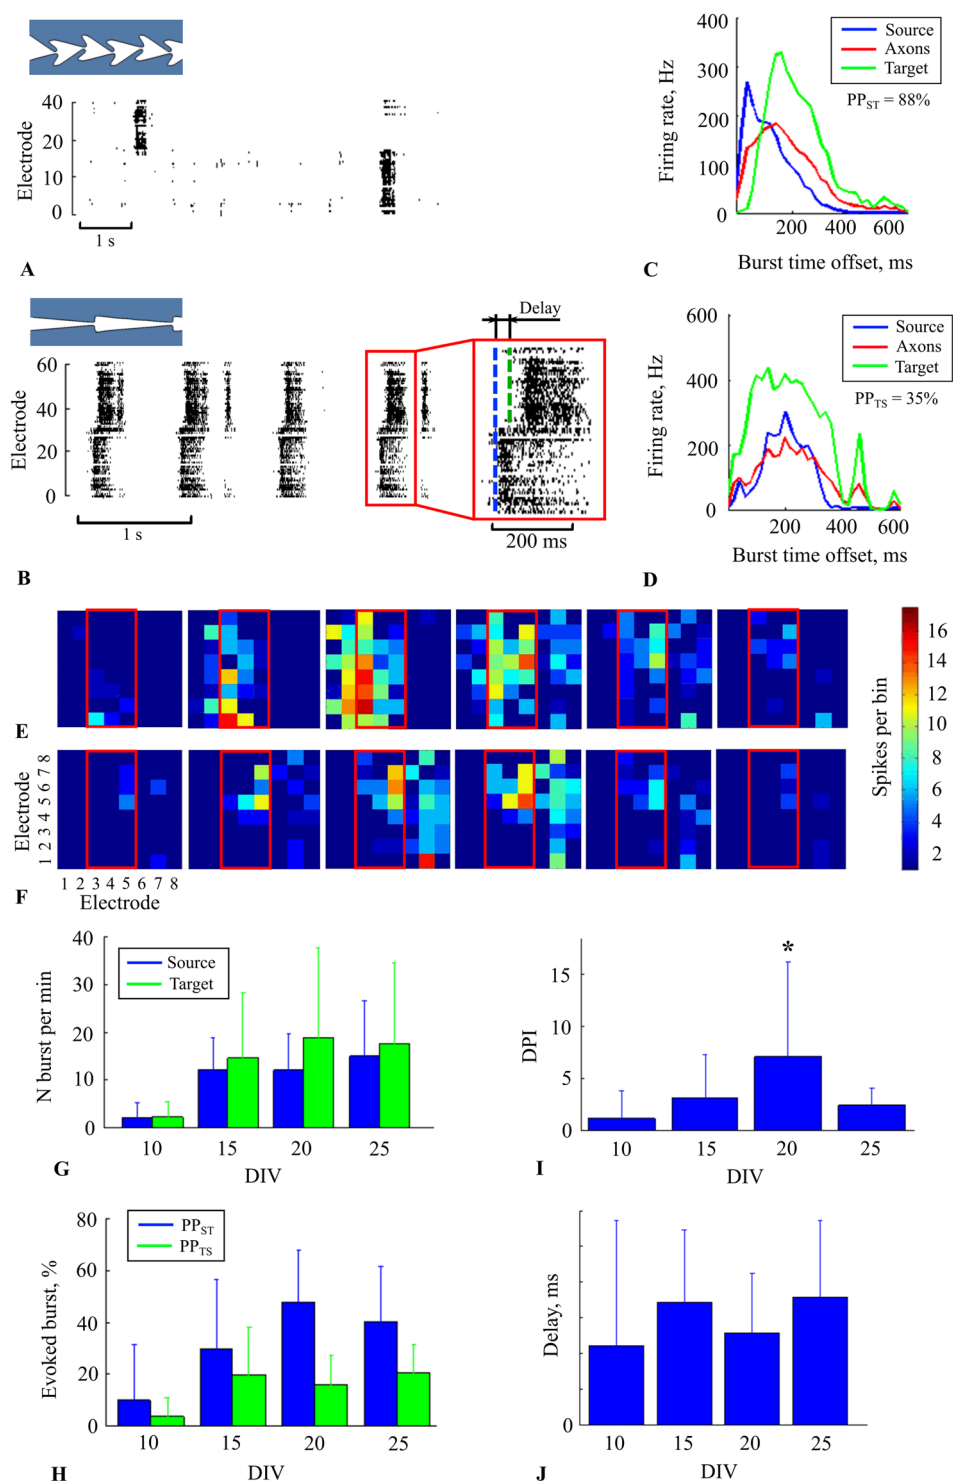 40
30
20
10
0
Electrode
1 s
A
400
300
200
100
0
Firing rate, Hz
Source
Axons
Target
PPST = 88%
200
400
600
Burst time offset, ms
C
60
40
20
0
Electrode
1 s
B
Delay
200 ms
600
400
200
0
Firing rate, Hz
Source
Axons
Target
PPTS = 35%
0
200
400
600
Burst time offset, ms
D
E
Electrode
1 2 3 4 5 6 7 8
1 2 3 4 5 6 7 8
Electrode
F
Spikes per bin
16
14
12
10
8
6
4
2
40
30
20
10
0
N burst per min
Source
Target
10 15 20 25
DIV
G
15
10
5
0
DPI
*
10 15 20 25
DIV
I
80
60
40
20
0
Evoked burst, %
PPST
PPTS
10 15 20 25
DIV
H
Delay, ms
0
10 15 20 25
DIV
J